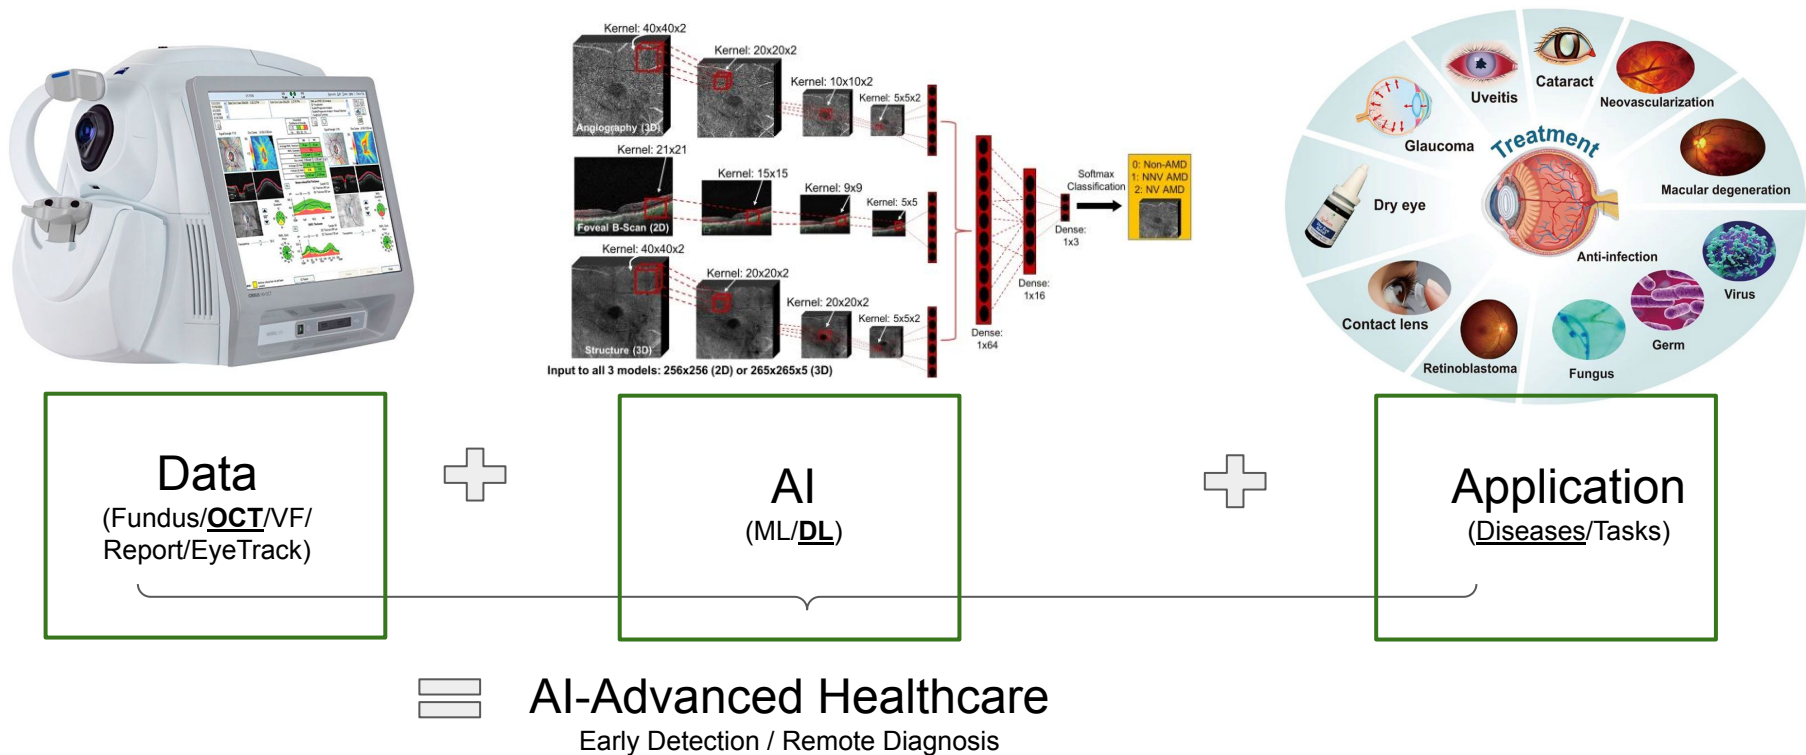 Kernel: 40x40x2
Kernel: 20x20x2
Kernel: 10x10x2
Kernel: 5x5x2
Angiography (3D)
Kernel: 21x21
Kernel: 15x15
Kernel: 9x9
Kernel: 5x5
Foveal B-Scan (2D)
Kernel: 40x40x2
Kernel: 20x20x2
Kernel: 20x20x2
Kernel: 5x5x2
Structure (3D)
Input to all 3 models: 256x256 (2D) or 265x265x5 (3D)
Dense:
1x64
Dense:
1x16
Dense:
1x3
Softmax
Classification
0: Non-AMD
1: NNV AMD
2: NV AMD
Treatment
Uveitis
Cataract
Neovascularization
Glaucoma
Macular degeneration
Dry eye
Anti-infection
Virus
Contact lens
Germ
Retinoblastoma
Fungus
Data
(Fundus/OCT/VF/
Report/EyeTrack)
AI
(ML/DL)
Application
(Diseases/Tasks)
AI-Advanced Healthcare
Early Detection / Remote Diagnosis